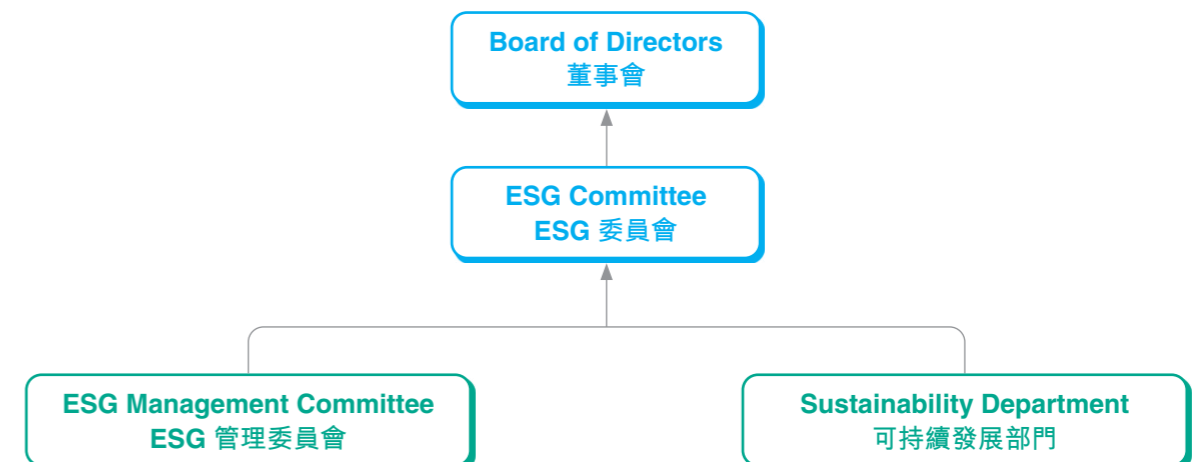 Board of Directors
董事會
ESG Committee
ESG 委員會
ESG Management Committee
ESG 管理委員會
Sustainability Department
可持續發展部門